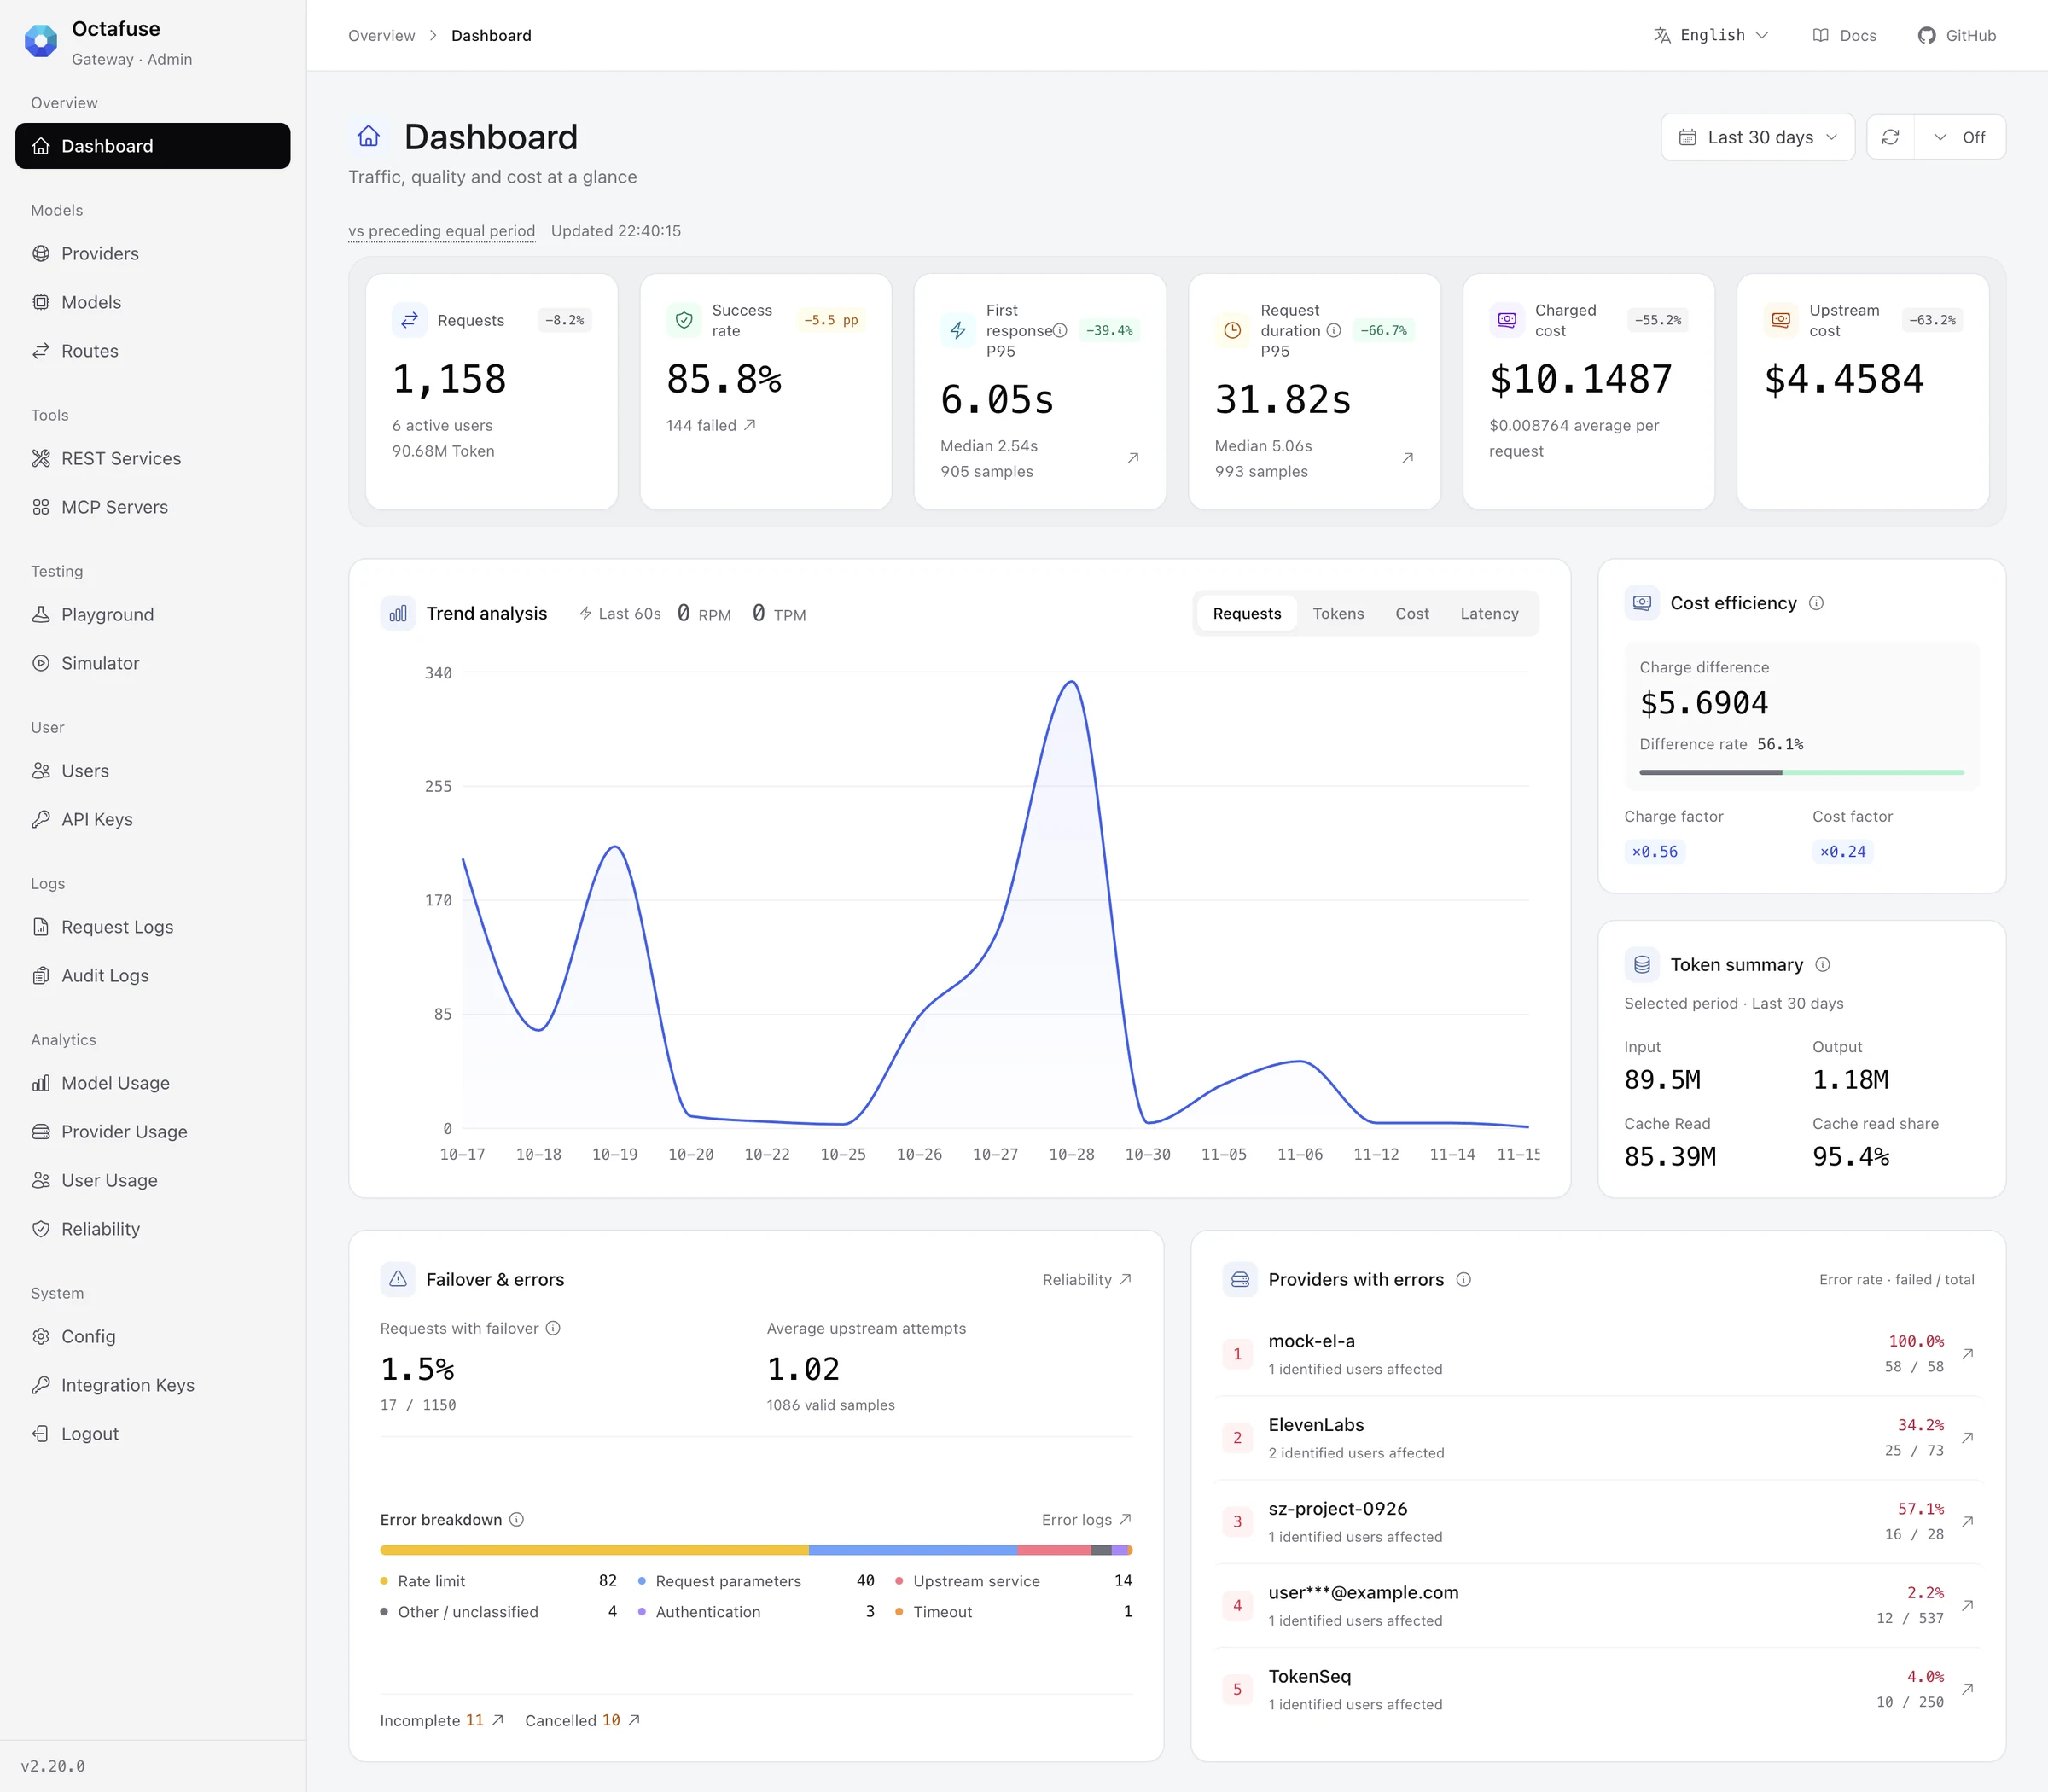 Octafuse
Gateway · Admin
Overview
Dashboard
Models
Providers
Models
Routes
Tools
REST Services
MCP Servers
Testing
Playground
Simulator
User
Users
API Keys
Logs
Request Logs
Audit Logs
Analytics
Model Usage
Provider Usage
User Usage
Reliability
System
Config
Integration Keys
Logout
v2.20.0
Overview > Dashboard
English
Docs
GitHub
Dashboard
Traffic, quality and cost at a glance
Last 30 days
Off
vs preceding equal period Updated 22:40:15
Requests
-8.2%
1,158
6 active users
90.68M Token
Success
rate
-5.5 pp
85.8%
144 failed
First
response
P95
-39.4%
6.05s
Median 2.54s
905 samples
Request
duration
P95
-66.7%
31.82s
Median 5.06s
993 samples
Charged
cost
-55.2%
$10.1487
$0.008764 average per
request
Upstream
cost
-63.2%
$4.4584
Trend analysis
Last 60s 0 RPM 0 TPM
Requests Tokens Cost Latency
340
255
170
85
0
10-17 10-18 10-19 10-20 10-22 10-25 10-26 10-27 10-28 10-30 11-05 11-06 11-12 11-14 11-15
Cost efficiency
Charge difference
$5.6904
Difference rate 56.1%
Charge factor Cost factor
×0.56 ×0.24
Token summary
Selected period · Last 30 days
Input Output
89.5M 1.18M
Cache Read Cache read share
85.39M 95.4%
Failover & errors
Reliability
Requests with failover
1.5%
17 / 1150
Average upstream attempts
1.02
1086 valid samples
Error breakdown
Error logs
Rate limit 82 Request parameters 40 Upstream service 14
Other / unclassified 4 Authentication 3 Timeout 1
Incomplete 11 Cancelled 10
Providers with errors
Error rate · failed / total
1
mock-el-a
1 identified users affected
100.0%
58 / 58
2
ElevenLabs
2 identified users affected
34.2%
25 / 73
3
sz-project-0926
1 identified users affected
57.1%
16 / 28
4
user***@example.com
1 identified users affected
2.2%
12 / 537
5
TokenSeq
1 identified users affected
4.0%
10 / 250